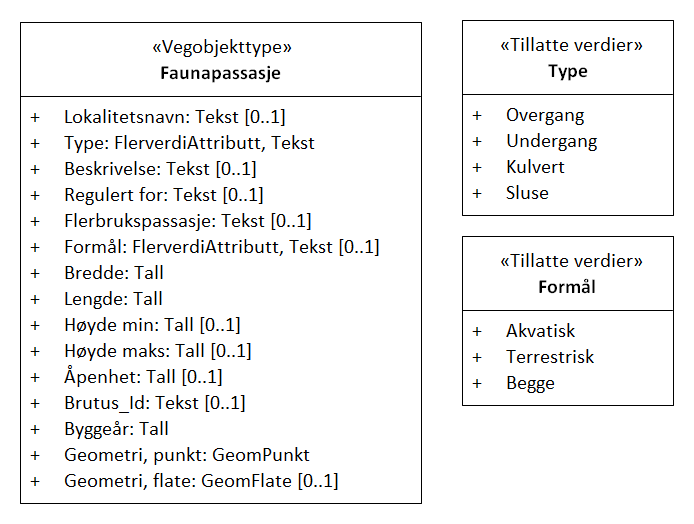 «Vegobjekttype»
Faunapassasje
+ Lokalitetsnavn: Tekst [0..1]
+ Type: FlerverdiAttributt, Tekst
+ Beskrivelse: Tekst [0..1]
+ Regulert for: Tekst [0..1]
+ Flerbrukspassasje: Tekst [0..1]
+ Formål: FlerverdiAttributt, Tekst [0..1]
+ Bredde: Tall
+ Lengde: Tall
+ Høyde min: Tall [0..1]
+ Høyde maks: Tall [0..1]
+ Åpenhet: Tall [0..1]
+ Brutus_Id: Tekst [0..1]
+ Byggeår: Tall
+ Geometri, punkt: GeomPunkt
+ Geometri, flate: GeomFlate [0..1]
«Tillatte verdier»
Type
+ Overgang
+ Undergang
+ Kulvert
+ Sluse
«Tillatte verdier»
Formål
+ Akvatisk
+ Terrestrisk
+ Begge